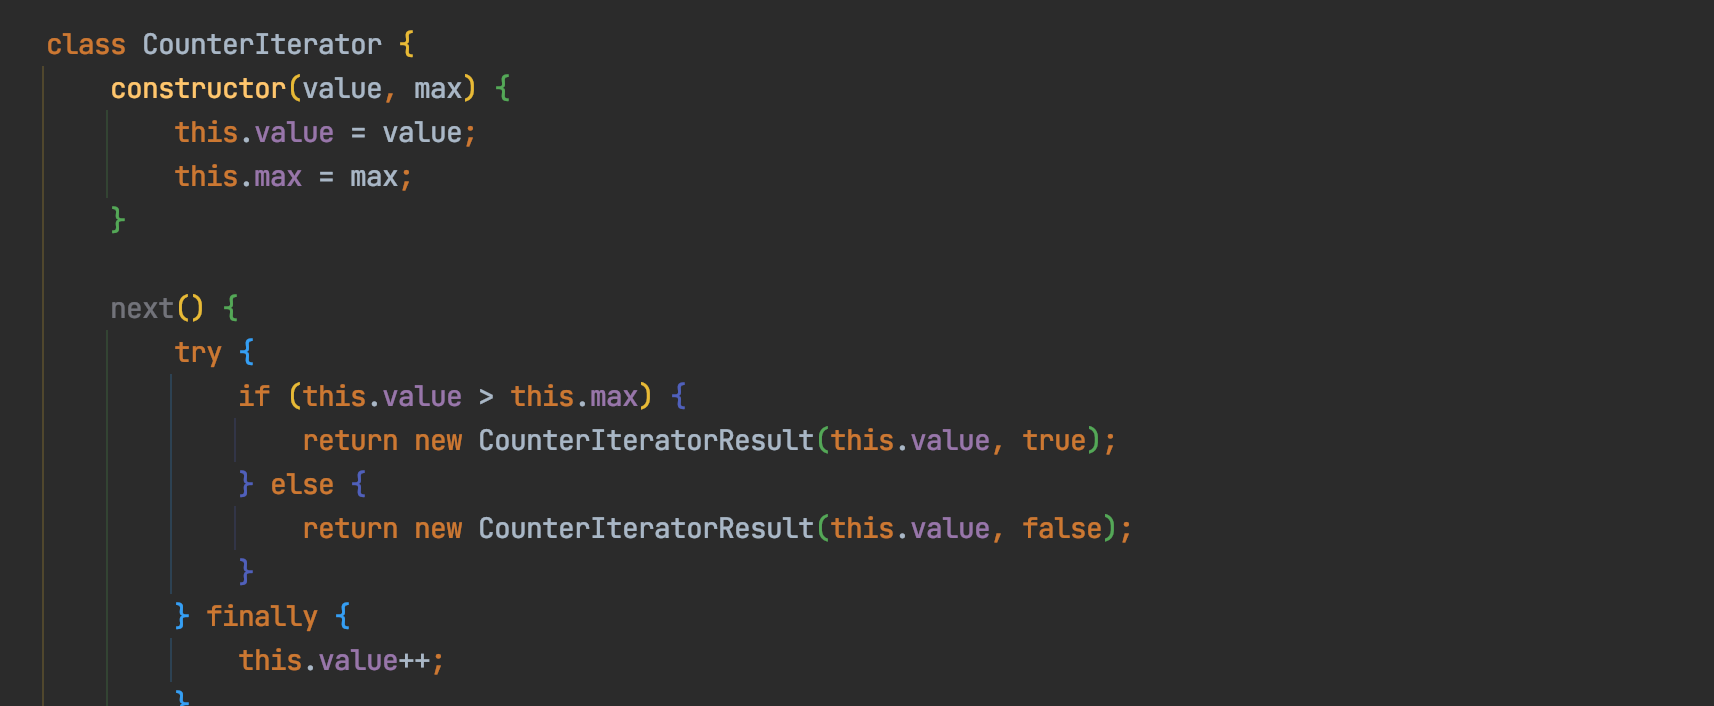 class CounterIterator {
    constructor(value, max) {
        this.value = value;
        this.max = max;
    }

    next() {
        try {
            if (this.value > this.max) {
                return new CounterIteratorResult(this.value, true);
            } else {
                return new CounterIteratorResult(this.value, false);
            }
        } finally {
            this.value++;
        }